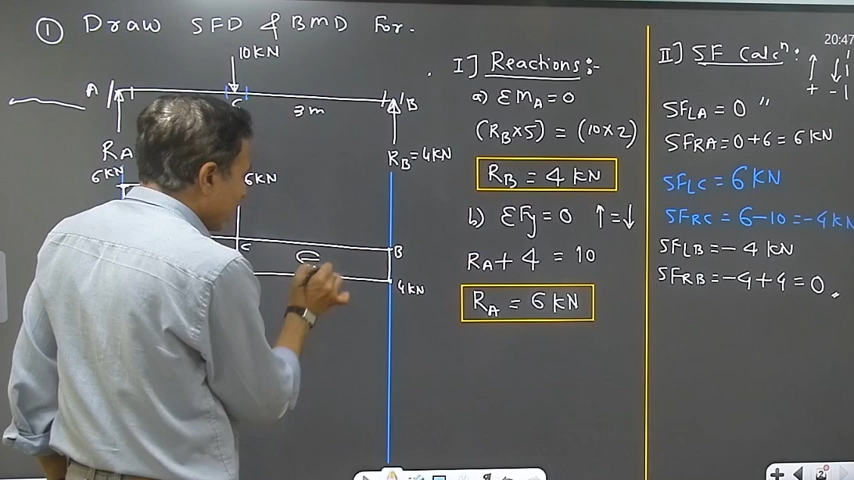 ① Draw SFD & BMD For.
10KN
A
C
B
3m
RA
6KN
RB=4KN
6KN
C
B
4KN
I] Reactions:-
a) ΣMA=0
(RB×5) = (10×2)
RB = 4 KN
b) ΣFy=0 ↑=↓
RA+4 = 10
RA = 6 KN
20:47
II] SF Calcⁿ: ↑+ ↓-
SFLA = 0 "
SFRA = 0+6 = 6 KN
SFLC = 6 KN
SFRC = 6-10 = -4 KN
SFLB = -4 KN
SFRB = -4+4 = 0 "
2